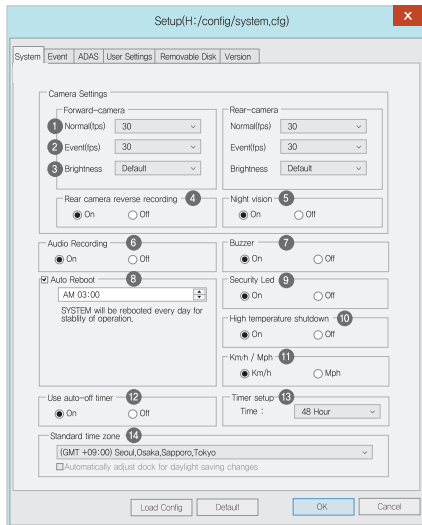 Setup(H:/config/system.cfg)
X
System Event ADAS User Settings Removable Disk Version
Camera Settings
Forward-camera
1 Normal(fps) 30
2 Event(fps) 30
3 Brightness Default
Rear-camera
Normal(fps) 30
Event(fps) 30
Brightness Default
Rear camera reverse recording 4
On Off
Night vision 5
On Off
Audio Recording 6
On Off
Buzzer 7
On Off
Auto Reboot 8
AM 03:00
SYSTEM will be rebooted every day for
stablity of operation.
Security Led 9
On Off
High temperature shutdown 10
On Off
Km/h / Mph 11
Km/h Mph
Use auto-off timer 12
On Off
Timer setup 13
Time : 48 Hour
Standard time zone 14
(GMT +09:00) Seoul,Osaka,Sapporo,Tokyo
Automatically adjust dock for daylight saving changes
Load Config Default OK Cancel